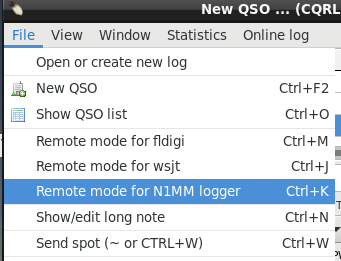 New QSO ... (CQRL
File View Window Statistics Online log
Open or create new log
New QSO Ctrl+F2
Show QSO list Ctrl+O
Remote mode for fldigi Ctrl+M
Remote mode for wsjt Ctrl+J
Remote mode for N1MM logger Ctrl+K
Show/edit long note Ctrl+N
Send spot (~ or CTRL+W) Ctrl+W